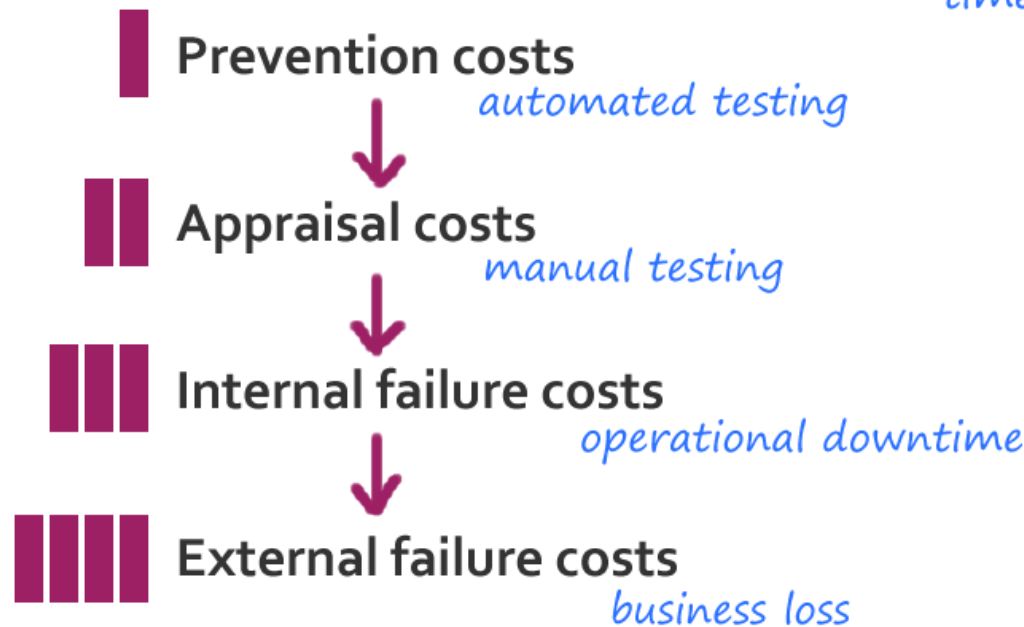 Prevention costs
automated testing
Appraisal costs
manual testing
Internal failure costs
operational downtime
External failure costs
business loss